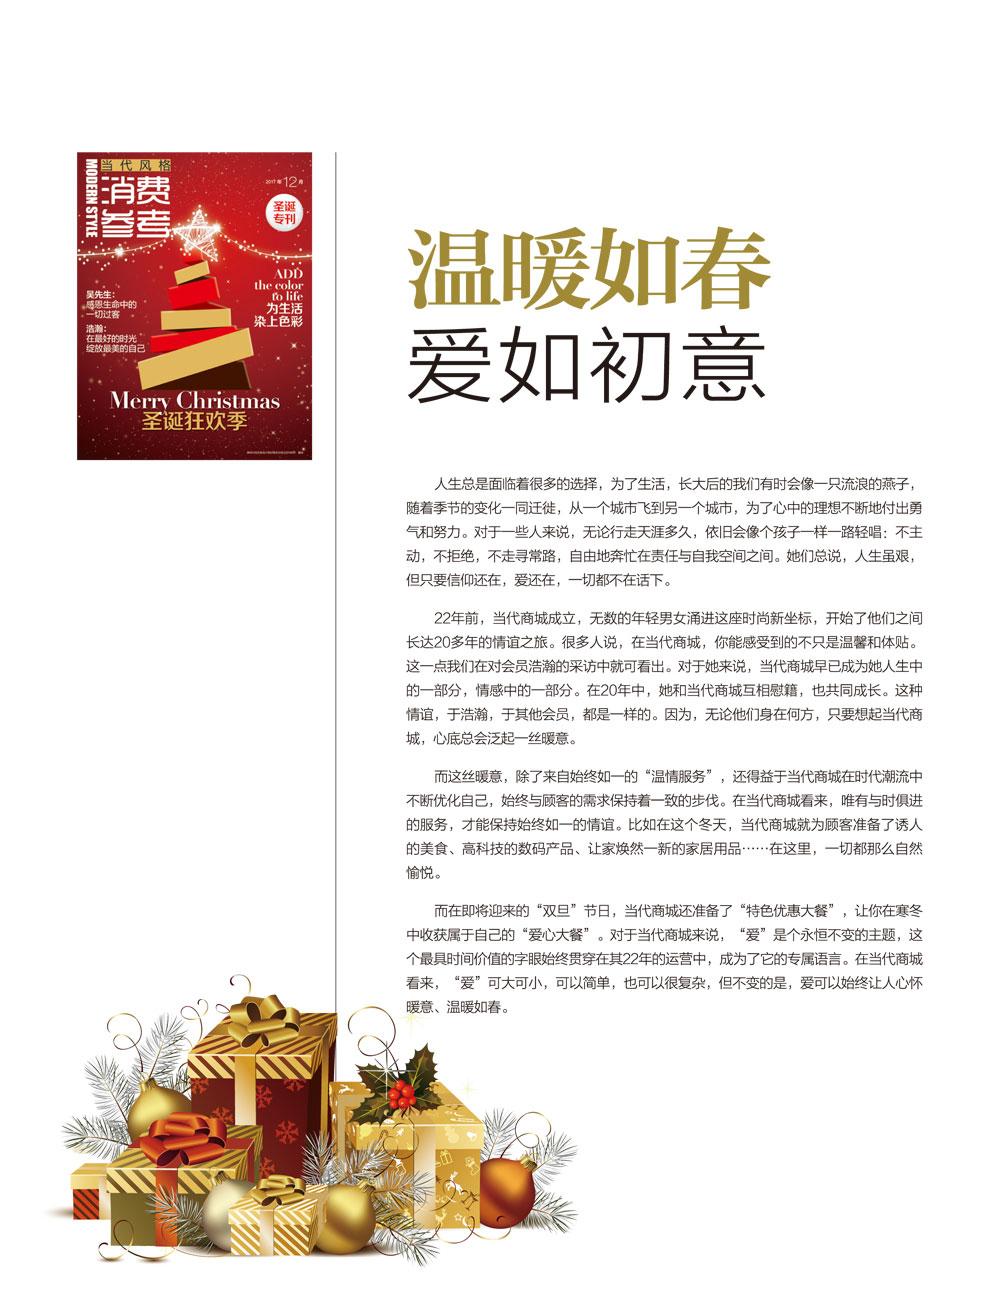 MODERN STYLE
当代风格
消费
参考
2017年12月
圣诞
专刊
ADD
the color
to life
为生活
染上色彩
吴先生：
感恩生命中的
一切过客
浩瀚：
在最好的时光
绽放最美的自己
Merry Christmas
圣诞狂欢季
温暖如春
爱如初意
人生总是面临着很多的选择，为了生活，长大后的我们有时会像一只流浪的燕子，
随着季节的变化一同迁徙，从一个城市飞到另一个城市，为了心中的理想不断地付出勇
气和努力。对于一些人来说，无论行走天涯多久，依旧会像个孩子一样一路轻唱：不主
动，不拒绝，不走寻常路，自由地奔忙在责任与自我空间之间。她们总说，人生虽艰，
但只要信仰还在，爱还在，一切都不在话下。
22年前，当代商城成立，无数的年轻男女涌进这座时尚新坐标，开始了他们之间
长达20多年的情谊之旅。很多人说，在当代商城，你能感受到的不只是温馨和体贴。
这一点我们在对会员浩瀚的采访中就可看出。对于她来说，当代商城早已成为她人生中
的一部分，情感中的一部分。在20年中，她和当代商城互相慰籍，也共同成长。这种
情谊，于浩瀚，于其他会员，都是一样的。因为，无论他们身在何方，只要想起当代商
城，心底总会泛起一丝暖意。
而这丝暖意，除了来自始终如一的“温情服务”，还得益于当代商城在时代潮流中
不断优化自己，始终与顾客的需求保持着一致的步伐。在当代商城看来，唯有与时俱进
的服务，才能保持始终如一的情谊。比如在这个冬天，当代商城就为顾客准备了诱人
的美食、高科技的数码产品、让家焕然一新的家居用品……在这里，一切都那么自然
愉悦。
而在即将迎来的“双旦”节日，当代商城还准备了“特色优惠大餐”，让你在寒冬
中收获属于自己的“爱心大餐”。对于当代商城来说，“爱”是个永恒不变的主题，这
个最具时间价值的字眼始终贯穿在其22年的运营中，成为了它的专属语言。在当代商城
看来，“爱”可大可小，可以简单，也可以很复杂，但不变的是，爱可以始终让人心怀
暖意、温暖如春。